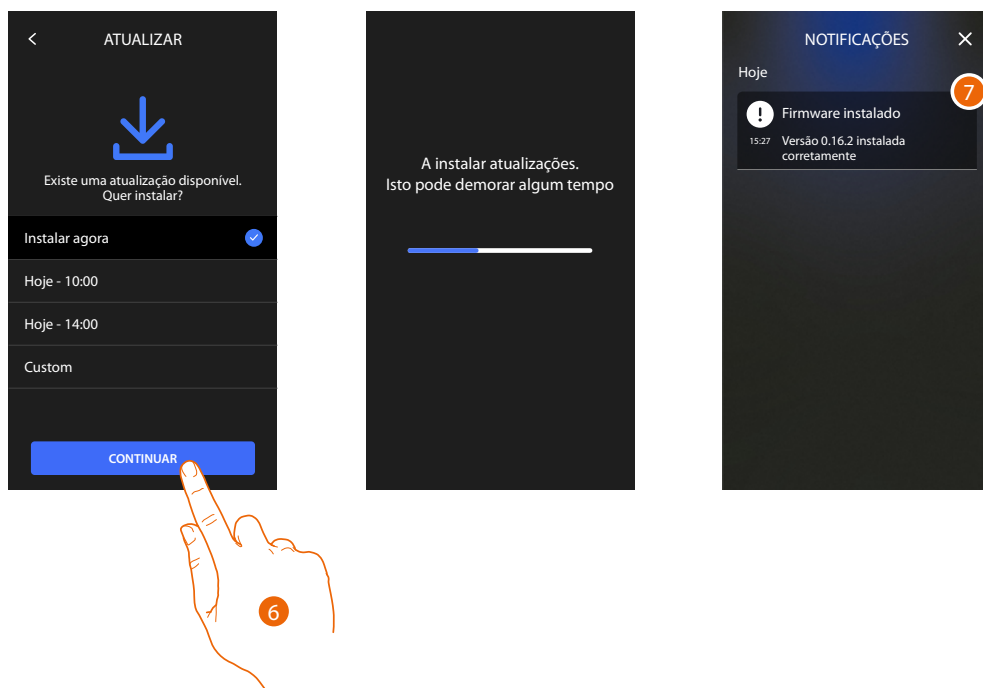 ATUALIZAR
Existe uma atualização disponível.
Quer instalar?
Instalar agora
Hoje - 10:00
Hoje - 14:00
Custom
CONTINUAR
6
A instalar atualizações.
Isto pode demorar algum tempo
NOTIFICAÇÕES
Hoje
7
Firmware instalado
15:27 Versão 0.16.2 instalada
corretamente